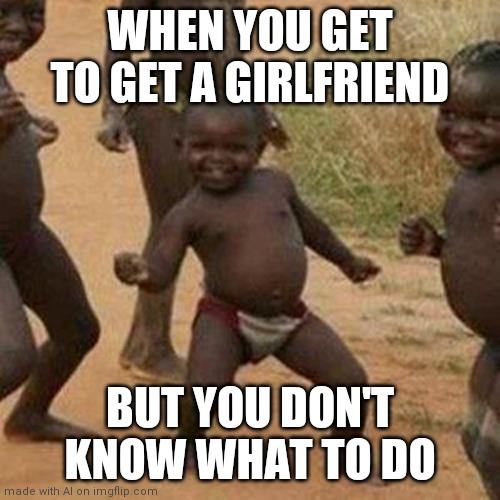 WHEN YOU GET
TO GET A GIRLFRIEND
BUT YOU DON'T
KNOW WHAT TO DO
made with AI on imgflip.com